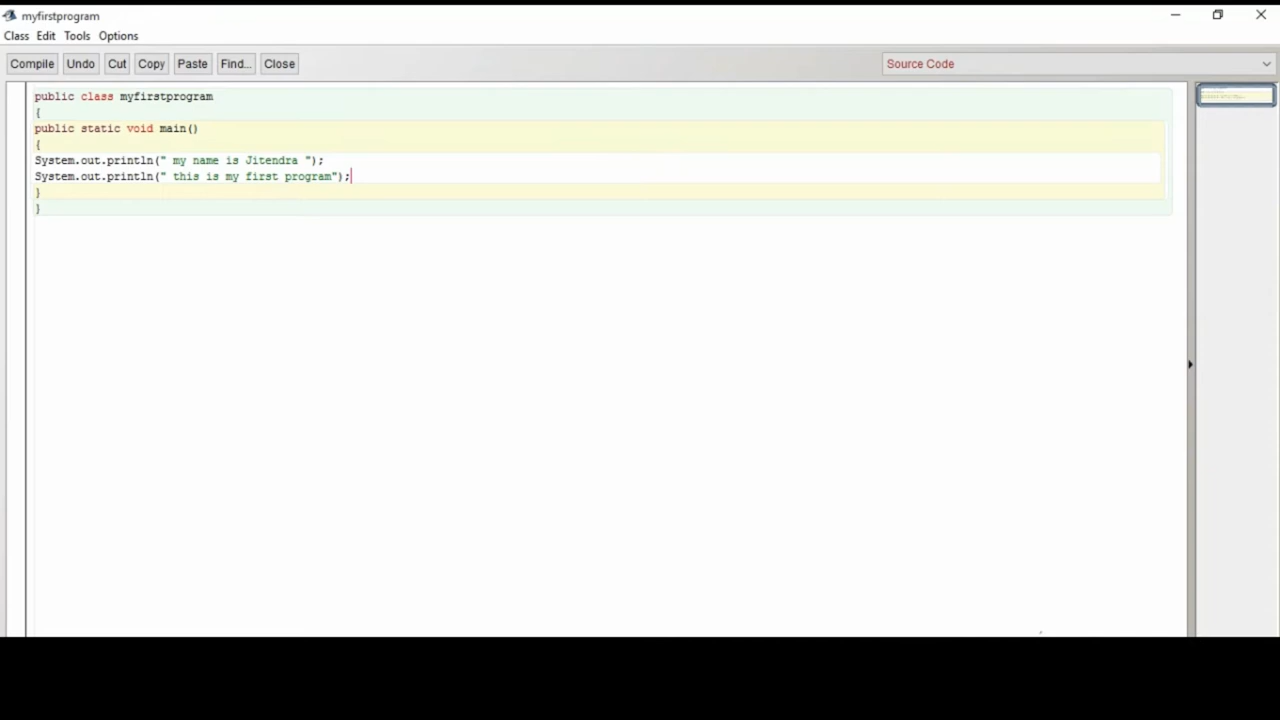 myfirstprogram
Class Edit Tools Options
Compile Undo Cut Copy Paste Find... Close Source Code
public class myfirstprogram
{
public static void main()
{
System.out.println(" my name is Jitendra ");
System.out.println(" this is my first program");
}
}